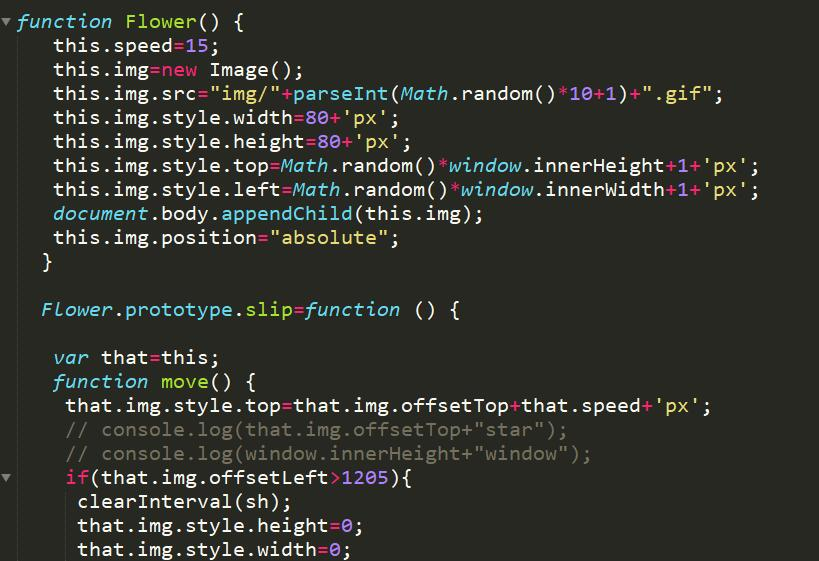 function Flower() {
this.speed=15;
this.img=new Image();
this.img.src="img/"+parseInt(Math.random()*10+1)+".gif";
this.img.style.width=80+'px';
this.img.style.height=80+'px';
this.img.style.top=Math.random()*window.innerHeight+1+'px';
this.img.style.left=Math.random()*window.innerWidth+1+'px';
document.body.appendChild(this.img);
this.img.position="absolute";
}
Flower.prototype.slip=function () {
var that=this;
function move() {
that.img.style.top=that.img.offsetTop+that.speed+'px';
// console.log(that.img.offsetTop+"star");
// console.log(window.innerHeight+"window");
if(that.img.offsetLeft>1205){
clearInterval(sh);
that.img.style.height=0;
that.img.style.width=0;